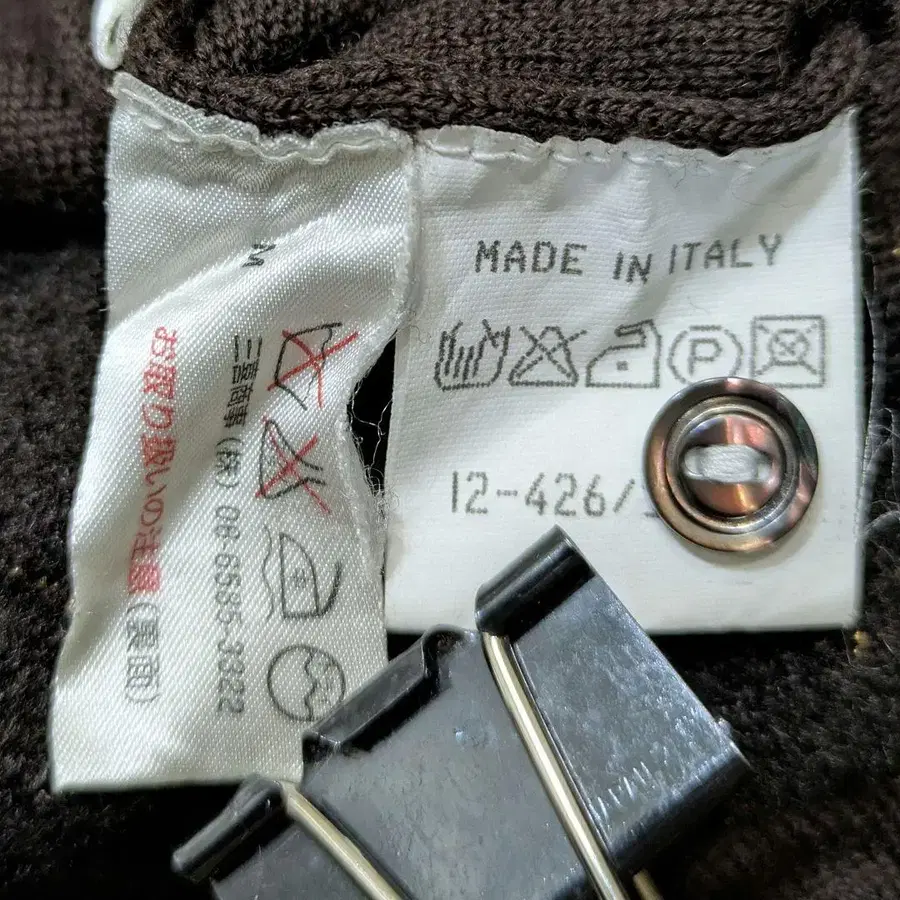 M
三高商事(株) 06-6585-3322
お取り扱いの注意(裏面)
MADE IN ITALY
P
12-426/